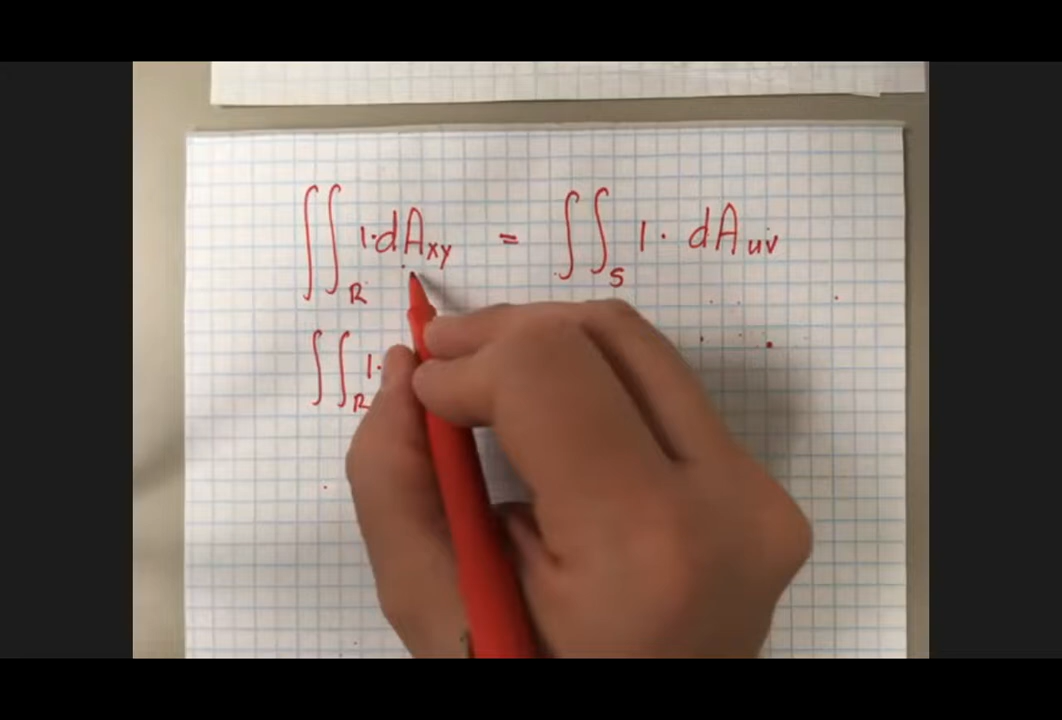 ∬_R 1·dA_xy = ∬_S 1· dA_uv
∬_R 1·